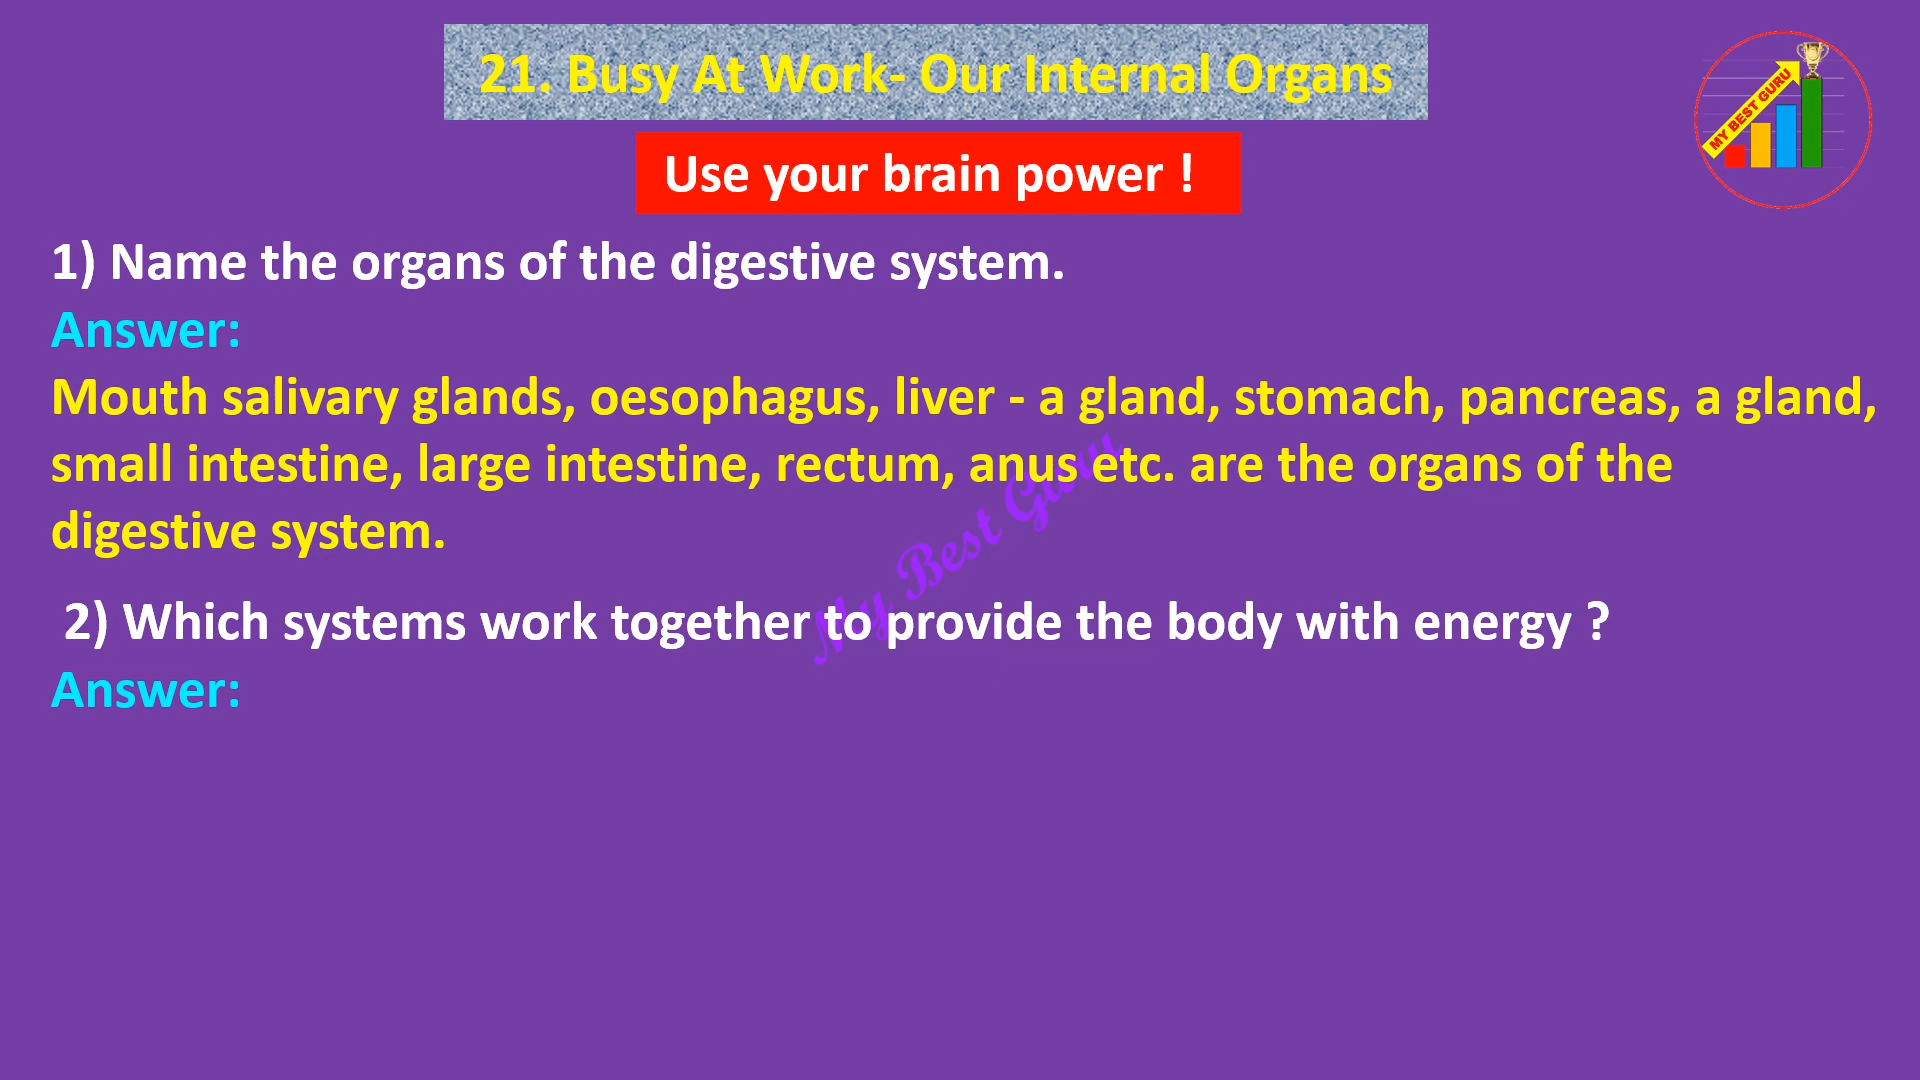 21. Busy At Work- Our Internal Organs
MY BEST GURU
Use your brain power !
1) Name the organs of the digestive system.
Answer:
Mouth salivary glands, oesophagus, liver - a gland, stomach, pancreas, a gland,
small intestine, large intestine, rectum, anus etc. are the organs of the
digestive system.
My Best Guru
2) Which systems work together to provide the body with energy ?
Answer: